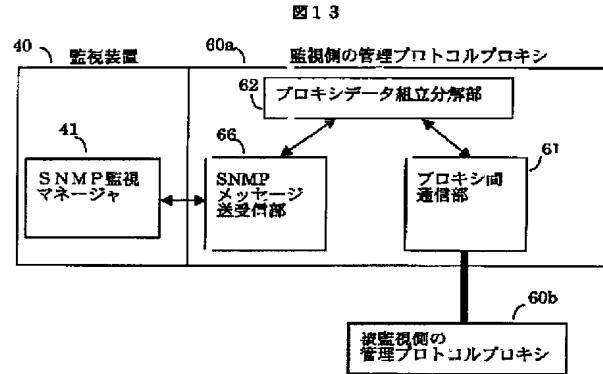 図13
40
監視装置
60a
監視側の管理プロトコルプロキシ
62
プロキシデータ組立分解部
41
SNMP監視
マネージャ
66
SNMP
メッセージ
送受信部
61
プロキシ間
通信部
60b
被監視側の
管理プロトコルプロキシ